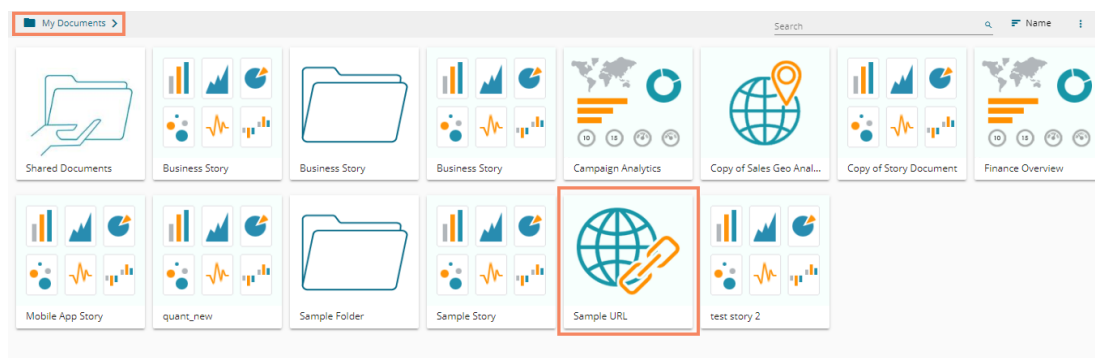 My Documents
Search
Name
10 15
10 15
Shared Documents
Business Story
Business Story
Business Story
Campaign Analytics
Copy of Sales Geo Anal...
Copy of Story Document
Finance Overview
Mobile App Story
quant_new
Sample Folder
Sample Story
Sample URL
test story 2